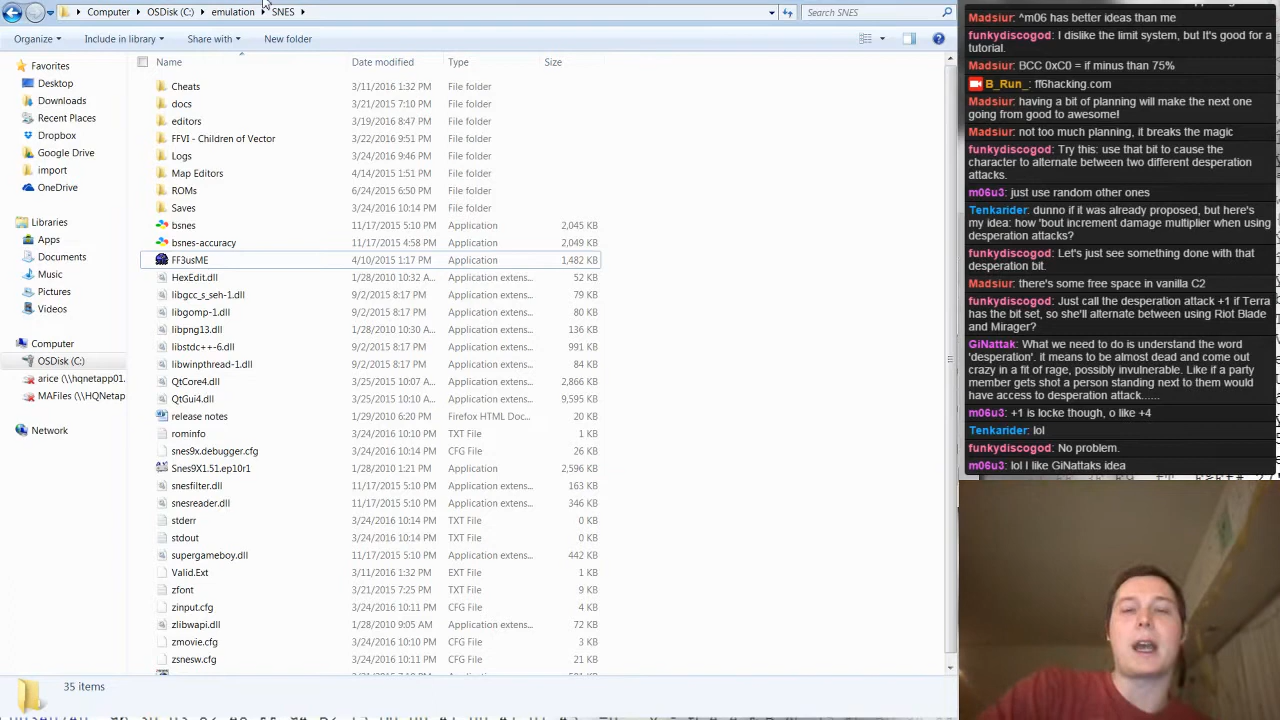 Computer ▸ OSDisk (C:) ▸ emulation ▸ SNES ▸
Search SNES
Organize ▾ Include in library ▾ Share with ▾ New folder
Name Date modified Type Size
Favorites
Desktop
Downloads
Recent Places
Dropbox
Google Drive
import
OneDrive
Libraries
Apps
Documents
Music
Pictures
Videos
Computer
OSDisk (C:)
arice (\\hqnetapp01.
MAFiles (\\HQNetap
Network
Cheats 3/11/2016 1:32 PM File folder
docs 3/21/2015 7:10 PM File folder
editors 3/19/2016 8:47 PM File folder
FFVI - Children of Vector 3/22/2016 9:51 PM File folder
Logs 3/24/2016 9:46 PM File folder
Map Editors 4/14/2015 1:51 PM File folder
ROMs 6/24/2015 6:50 PM File folder
Saves 3/24/2016 10:14 PM File folder
bsnes 11/17/2015 5:10 PM Application 2,045 KB
bsnes-accuracy 11/17/2015 4:58 PM Application 2,049 KB
FF3usME 4/10/2015 1:17 PM Application 1,482 KB
HexEdit.dll 1/28/2010 10:32 A... Application extens... 52 KB
libgcc_s_seh-1.dll 9/2/2015 8:17 PM Application extens... 79 KB
libgomp-1.dll 9/2/2015 8:17 PM Application extens... 80 KB
libpng13.dll 1/28/2010 10:30 A... Application extens... 136 KB
libstdc++-6.dll 9/2/2015 8:17 PM Application extens... 991 KB
libwinpthread-1.dll 9/2/2015 8:17 PM Application extens... 84 KB
QtCore4.dll 3/25/2015 10:07 A... Application extens... 2,866 KB
QtGui4.dll 3/25/2015 10:10 A... Application extens... 9,595 KB
release notes 1/29/2010 6:20 PM Firefox HTML Doc... 20 KB
rominfo 3/24/2016 10:10 PM TXT File 1 KB
snes9x.debugger.cfg 3/24/2016 10:14 PM CFG File 26 KB
Snes9X1.51.ep10r1 1/28/2010 1:21 PM Application 2,596 KB
snesfilter.dll 11/17/2015 5:10 PM Application extens... 163 KB
snesreader.dll 11/17/2015 5:10 PM Application extens... 346 KB
stderr 3/24/2016 10:14 PM TXT File 0 KB
stdout 3/24/2016 10:14 PM TXT File 0 KB
supergameboy.dll 11/17/2015 5:10 PM Application extens... 442 KB
Valid.Ext 3/11/2016 1:32 PM EXT File 1 KB
zfont 3/21/2015 7:25 PM File 9 KB
zinput.cfg 3/24/2016 10:11 PM CFG File 4 KB
zlibwapi.dll 1/28/2010 9:05 AM Application extens... 72 KB
zmovie.cfg 3/24/2016 10:10 PM CFG File 3 KB
zsnesw.cfg 3/24/2016 10:11 PM CFG File 21 KB
35 items
Madsiur: ^m06 has better ideas than me
funkydiscogod: I dislike the limit system, but It's good for a
tutorial.
Madsiur: BCC 0xC0 = if minus than 75%
B_Run_: ff6hacking.com
Madsiur: having a bit of planning will make the next one
going from good to awesome!
Madsiur: not too much planning, it breaks the magic
funkydiscogod: Try this: use that bit to cause the
character to alternate between two different desperation
attacks.
m06u3: just use random other ones
Tenkarider: dunno if it was already proposed, but here's
my idea: how 'bout increment damage multiplier when using
desperation attacks?
funkydiscogod: Let's just see something done with that
desperation bit.
Madsiur: there's some free space in vanilla C2
funkydiscogod: Just call the desperation attack +1 if Terra
has the bit set, so she'll alternate between using Riot Blade
and Mirager?
GiNattak: What we need to do is understand the word
'desperation'. it means to be almost dead and come out
crazy in a fit of rage, possibly invulnerable. Like if a party
member gets shot a person standing next to them would
have access to desperation attack......
m06u3: +1 is locke though, o like +4
Tenkarider: lol
funkydiscogod: No problem.
m06u3: lol I like GiNattaks idea